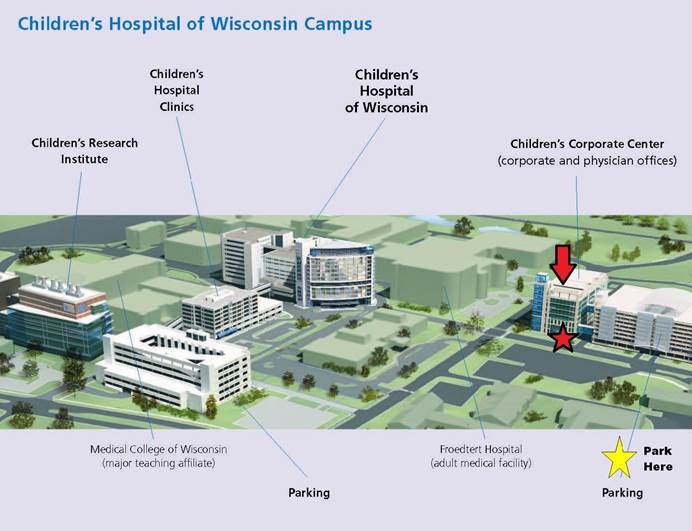 Children's Hospital of Wisconsin Campus
Children's
Hospital
Clinics
Children's
Hospital
of Wisconsin
Children's Research
Institute
Children's Corporate Center
(corporate and physician offices)
Medical College of Wisconsin
(major teaching affiliate)
Froedtert Hospital
(adult medical facility)
Park
Here
Parking
Parking